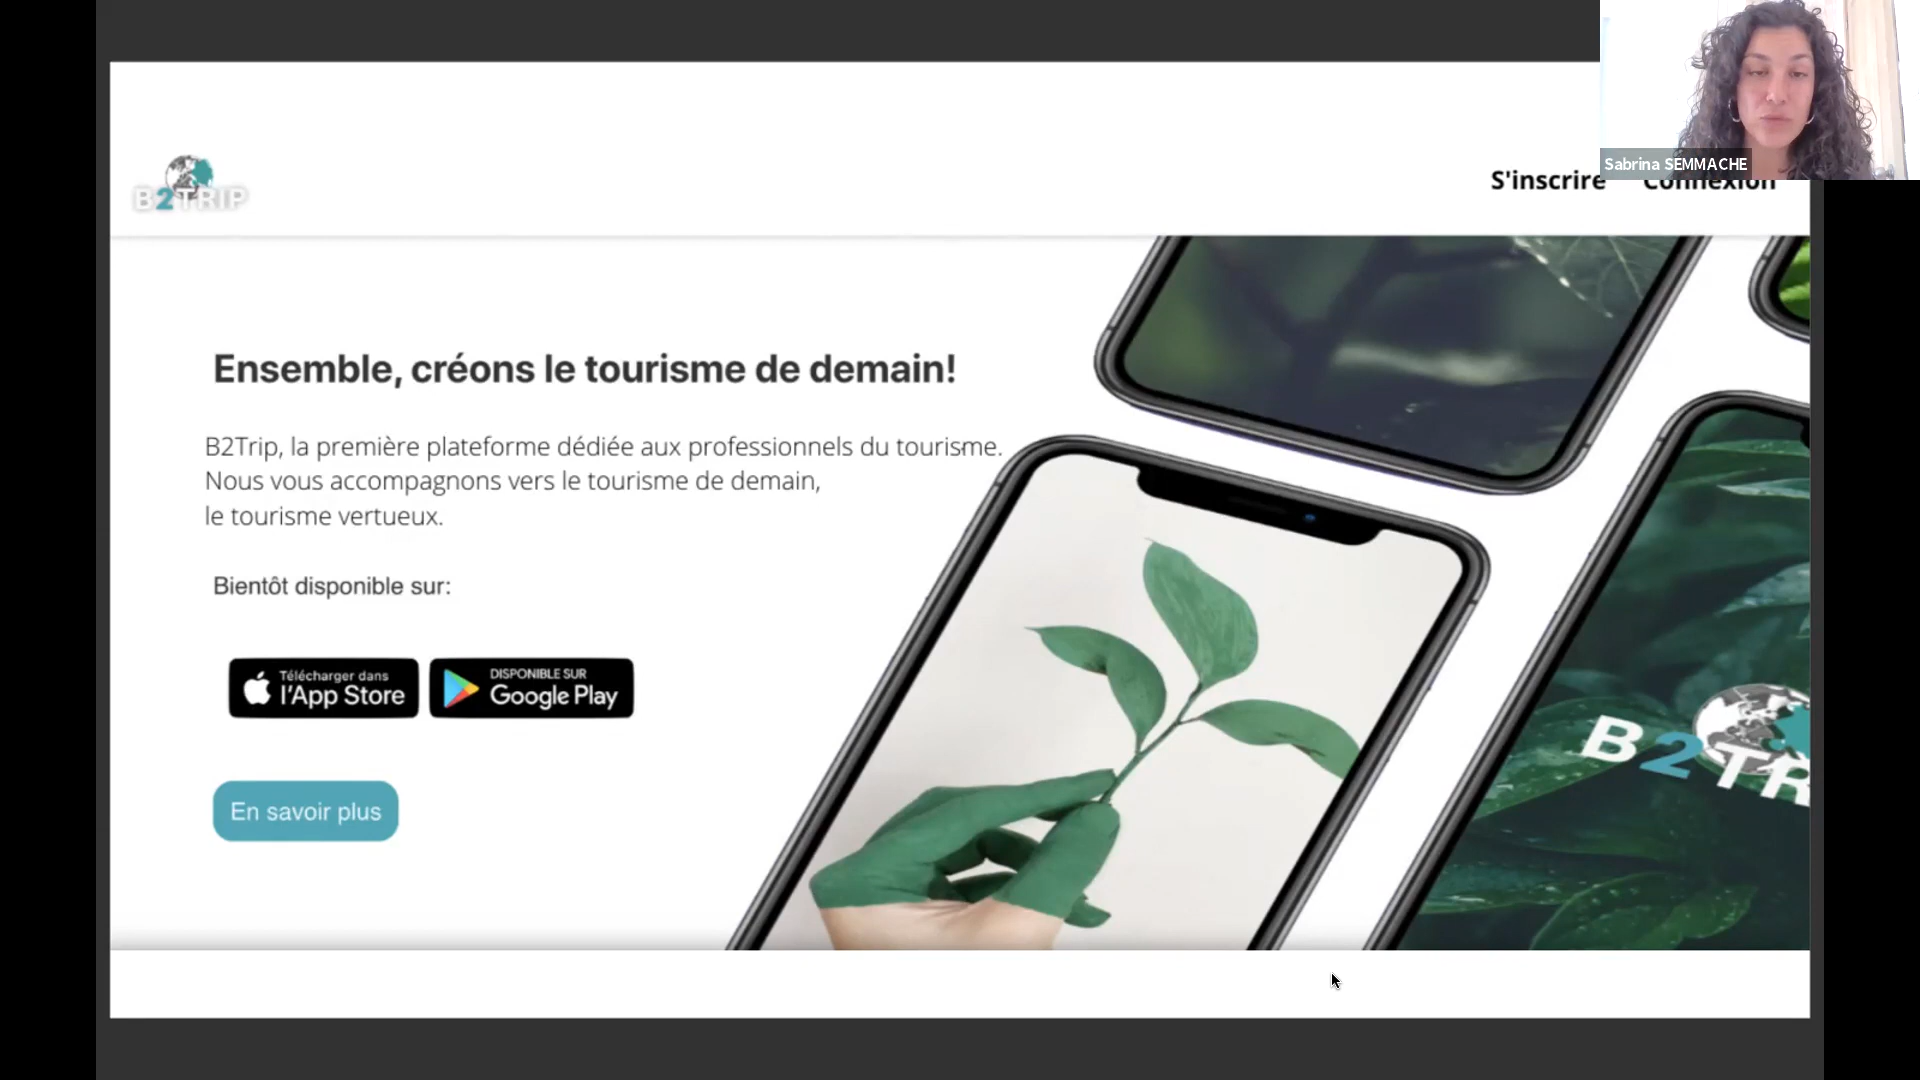 Sabrina SEMMACHE
B2TRIP
S'inscrire
Connexion
Ensemble, créons le tourisme de demain!
B2Trip, la première plateforme dédiée aux professionnels du tourisme.
Nous vous accompagnons vers le tourisme de demain,
le tourisme vertueux.
Bientôt disponible sur:
Télécharger dans
l'App Store
DISPONIBLE SUR
Google Play
En savoir plus
B2TR